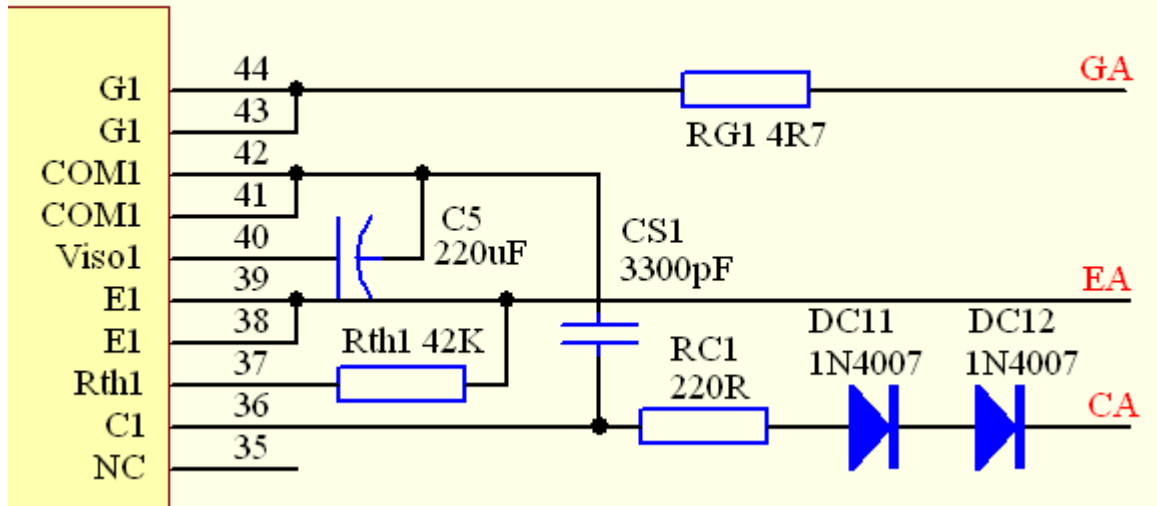 G1 44 GA
G1 43 RG1 4R7
COM1 42
COM1 41
Viso1 40
C5
220uF
CS1
3300pF
E1 39 EA
E1 38
Rth1 42K
Rth1 37
RC1
220R
DC11
1N4007
DC12
1N4007
C1 36 CA
NC 35